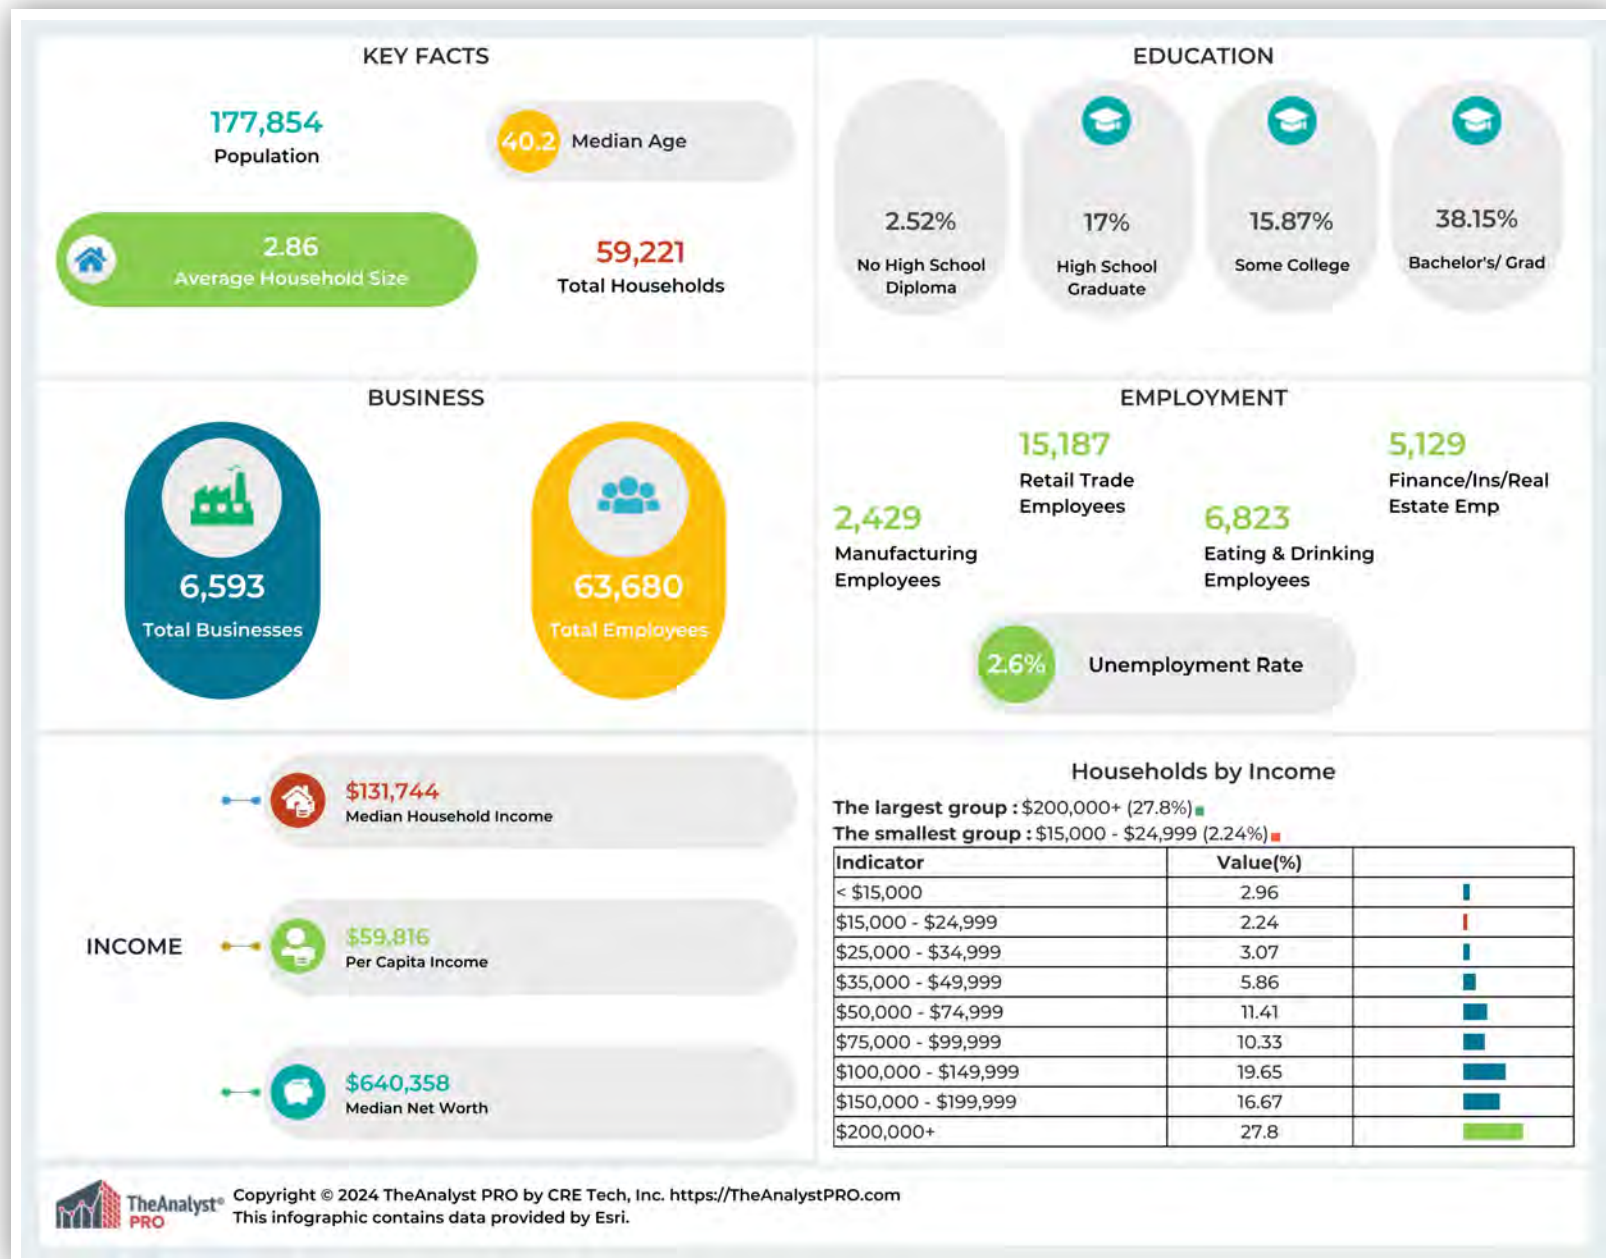 KEY FACTS
177,854
Population
40.2 Median Age
2.86
Average Household Size
59,221
Total Households
EDUCATION
2.52%
No High School
Diploma
17%
High School
Graduate
15.87%
Some College
38.15%
Bachelor's/ Grad
BUSINESS
6,593
Total Businesses
63,680
Total Employees
EMPLOYMENT
2,429
Manufacturing
Employees
15,187
Retail Trade
Employees
6,823
Eating & Drinking
Employees
5,129
Finance/Ins/Real
Estate Emp
2.6% Unemployment Rate
INCOME
$131,744
Median Household Income
$59,816
Per Capita Income
$640,358
Median Net Worth
Households by Income
The largest group : $200,000+ (27.8%)
The smallest group : $15,000 - $24,999 (2.24%)
Indicator Value(%)
< $15,000 2.96
$15,000 - $24,999 2.24
$25,000 - $34,999 3.07
$35,000 - $49,999 5.86
$50,000 - $74,999 11.41
$75,000 - $99,999 10.33
$100,000 - $149,999 19.65
$150,000 - $199,999 16.67
$200,000+ 27.8
TheAnalyst®
PRO
Copyright © 2024 TheAnalyst PRO by CRE Tech, Inc. https://TheAnalystPRO.com
This infographic contains data provided by Esri.